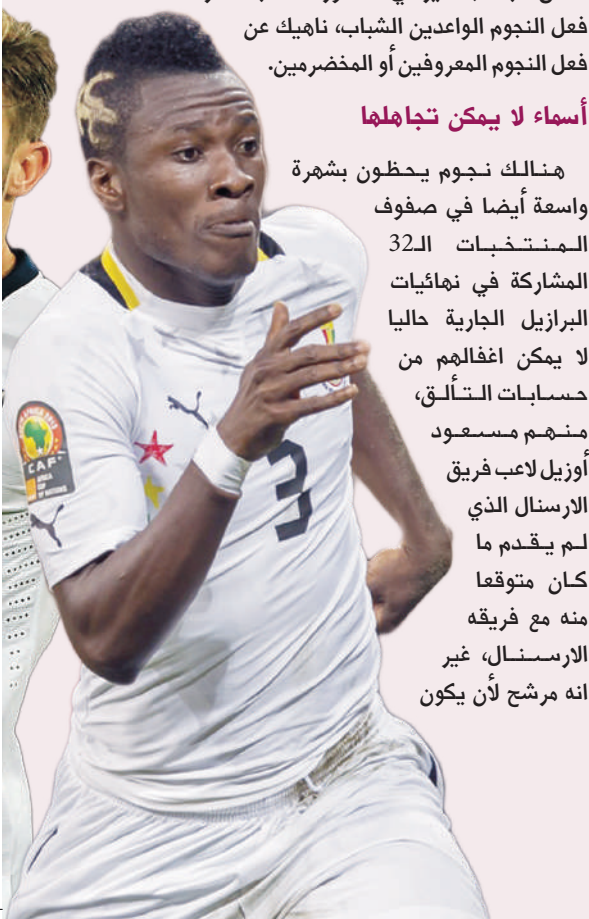 فعل النجوم الواعدين الشباب، ناهيك عن
فعل النجوم المعروفين أو المخضرمين.
أسماء لا يمكن تجاهلها
هنالك نجوم يحظون بشهرة
واسعة أيضا في صفوف
المنتخبات الـ32
المشاركة في نهائيات
البرازيل الجارية حاليا
لا يمكن اغفالهم من
حسابات التألق،
منهم مسعود
أوزيل لاعب فريق
الارسنال الذي
لم يقدم ما
كان متوقعا
منه مع فريقه
الارسنال، غير
انه مرشح لأن يكون
CAF
3